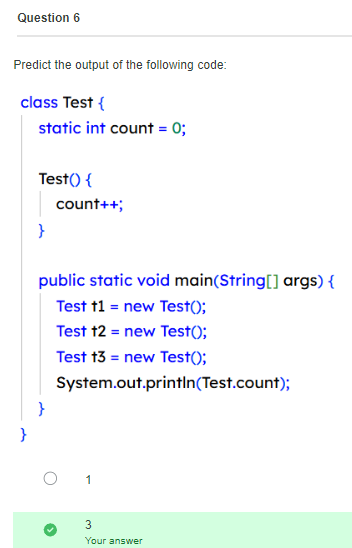 Question 6
Predict the output of the following code:
class Test {
static int count = 0;
Test() {
count++;
}
public static void main(String[] args) {
Test t1 = new Test();
Test t2 = new Test();
Test t3 = new Test();
System.out.println(Test.count);
}
}
1
3
Your answer